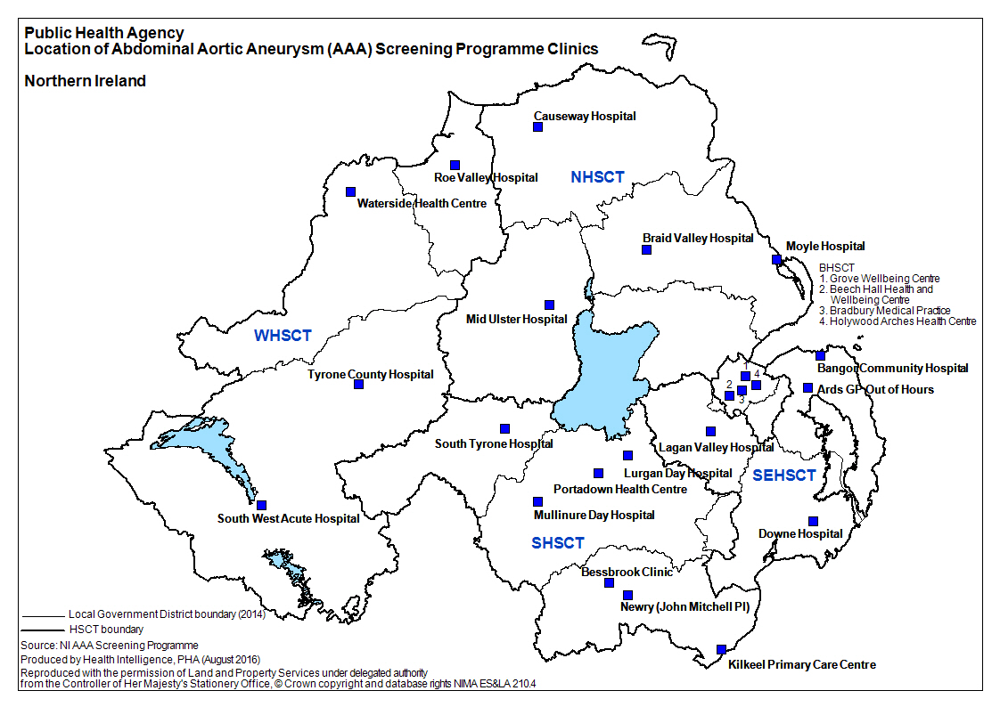 Public Health Agency
Location of Abdominal Aortic Aneurysm (AAA) Screening Programme Clinics
Northern Ireland
Causeway Hospital
Roe Valley Hospital
NHSCT
Waterside Health Centre
Braid Valley Hospital
Moyle Hospital
BHSCT
1. Grove Wellbeing Centre
2. Beech Hall Health and
Wellbeing Centre
3. Bradbury Medical Practice
4. Holywood Arches Health Centre
Mid Ulster Hospital
WHSCT
Tyrone County Hospital
Bangor Community Hospital
1
4
2
3
Ards GP Out of Hours
South Tyrone Hospital
Lagan Valley Hospital
Lurgan Day Hospital
SEHSCT
Portadown Health Centre
Mullinure Day Hospital
South West Acute Hospital
Downe Hospital
SHSCT
Bessbrook Clinic
Newry (John Mitchell Pl)
Kilkeel Primary Care Centre
Local Government District boundary (2014)
HSCT boundary
Source: NI AAA Screening Programme
Produced by Health Intelligence, PHA (August 2016)
Reproduced with the permission of Land and Property Services under delegated authority
from the Controller of Her Majesty's Stationery Office, © Crown copyright and database rights NIMA ES&LA 210.4